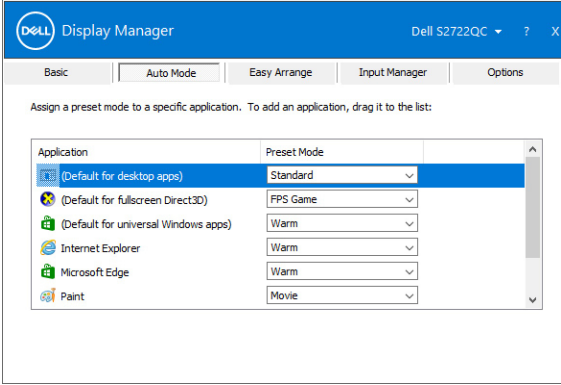 DELL Display Manager Dell S2722QC ? X
Basic Auto Mode Easy Arrange Input Manager Options
Assign a preset mode to a specific application. To add an application, drag it to the list:
Application Preset Mode
(Default for desktop apps) Standard
(Default for fullscreen Direct3D) FPS Game
(Default for universal Windows apps) Warm
Internet Explorer Warm
Microsoft Edge Warm
Paint Movie